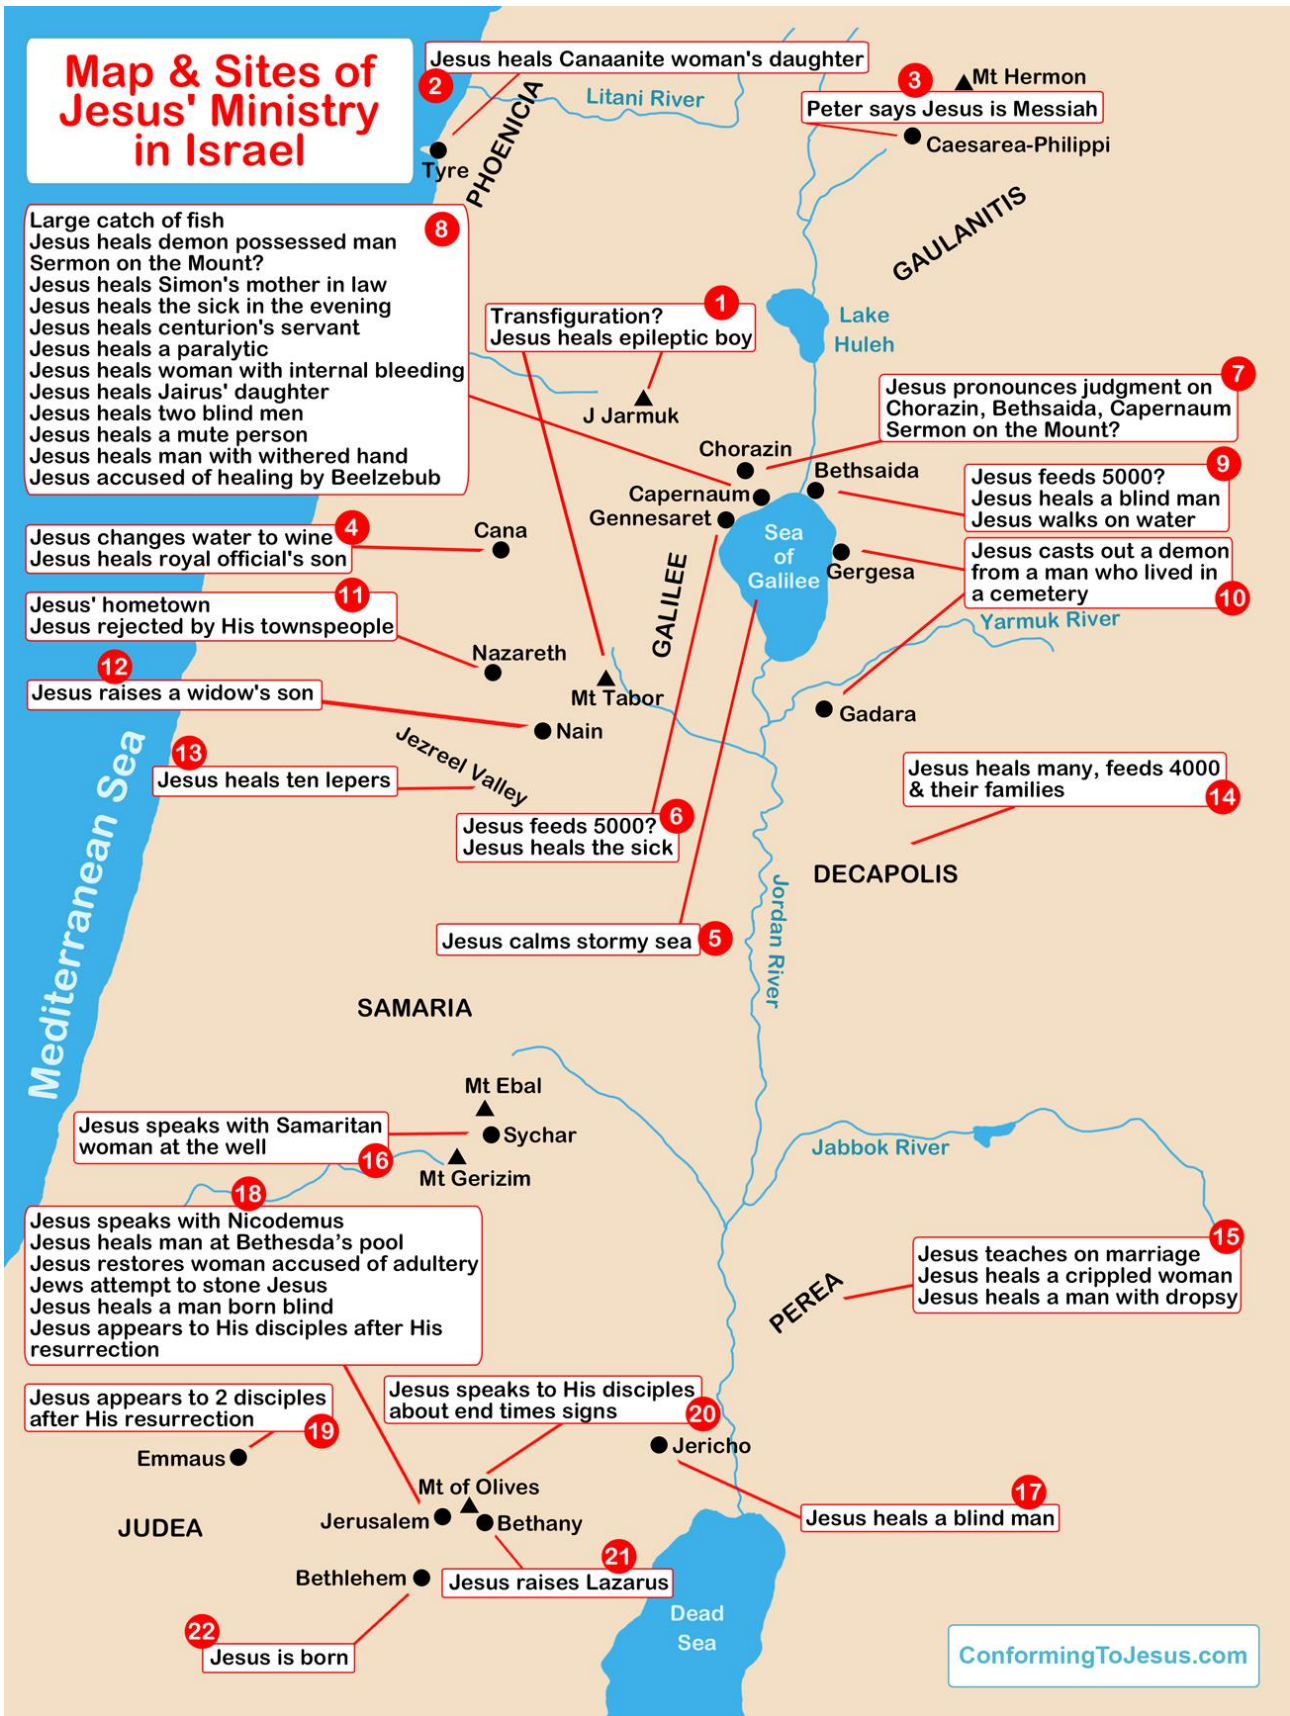 Map & Sites of
Jesus' Ministry
in Israel
Jesus heals Canaanite woman's daughter
2
Litani River
3
Mt Hermon
Peter says Jesus is Messiah
Caesarea-Philippi
Tyre
PHOENICIA
GAULANITIS
8
Large catch of fish
Jesus heals demon possessed man
Sermon on the Mount?
Jesus heals Simon's mother in law
Jesus heals the sick in the evening
Jesus heals centurion's servant
Jesus heals a paralytic
Jesus heals woman with internal bleeding
Jesus heals Jairus' daughter
Jesus heals two blind men
Jesus heals a mute person
Jesus heals man with withered hand
Jesus accused of healing by Beelzebub
1
Transfiguration?
Jesus heals epileptic boy
Lake
Huleh
J Jarmuk
7
Jesus pronounces judgment on
Chorazin, Bethsaida, Capernaum
Sermon on the Mount?
Chorazin
Bethsaida
Capernaum
Gennesaret
9
Jesus feeds 5000?
Jesus heals a blind man
Jesus walks on water
4
Jesus changes water to wine
Jesus heals royal official's son
Cana
Sea
of
Galilee
Gergesa
Jesus casts out a demon
from a man who lived in
a cemetery
10
GALILEE
Yarmuk River
11
Jesus' hometown
Jesus rejected by His townspeople
Nazareth
12
Jesus raises a widow's son
Mt Tabor
Gadara
Nain
Jezreel Valley
13
Jesus heals ten lepers
Mediterranean Sea
Jesus heals many, feeds 4000
& their families
14
6
Jesus feeds 5000?
Jesus heals the sick
DECAPOLIS
Jordan River
Jesus calms stormy sea
5
SAMARIA
Mt Ebal
Jesus speaks with Samaritan
woman at the well
16
Sychar
Mt Gerizim
Jabbok River
18
Jesus speaks with Nicodemus
Jesus heals man at Bethesda’s pool
Jesus restores woman accused of adultery
Jews attempt to stone Jesus
Jesus heals a man born blind
Jesus appears to His disciples after His
resurrection
15
Jesus teaches on marriage
Jesus heals a crippled woman
Jesus heals a man with dropsy
PEREA
Jesus appears to 2 disciples
after His resurrection
19
Jesus speaks to His disciples
about end times signs
20
Emmaus
Jericho
Mt of Olives
17
Jesus heals a blind man
JUDEA
Jerusalem
Bethany
21
Jesus raises Lazarus
Bethlehem
22
Jesus is born
Dead
Sea
ConformingToJesus.com